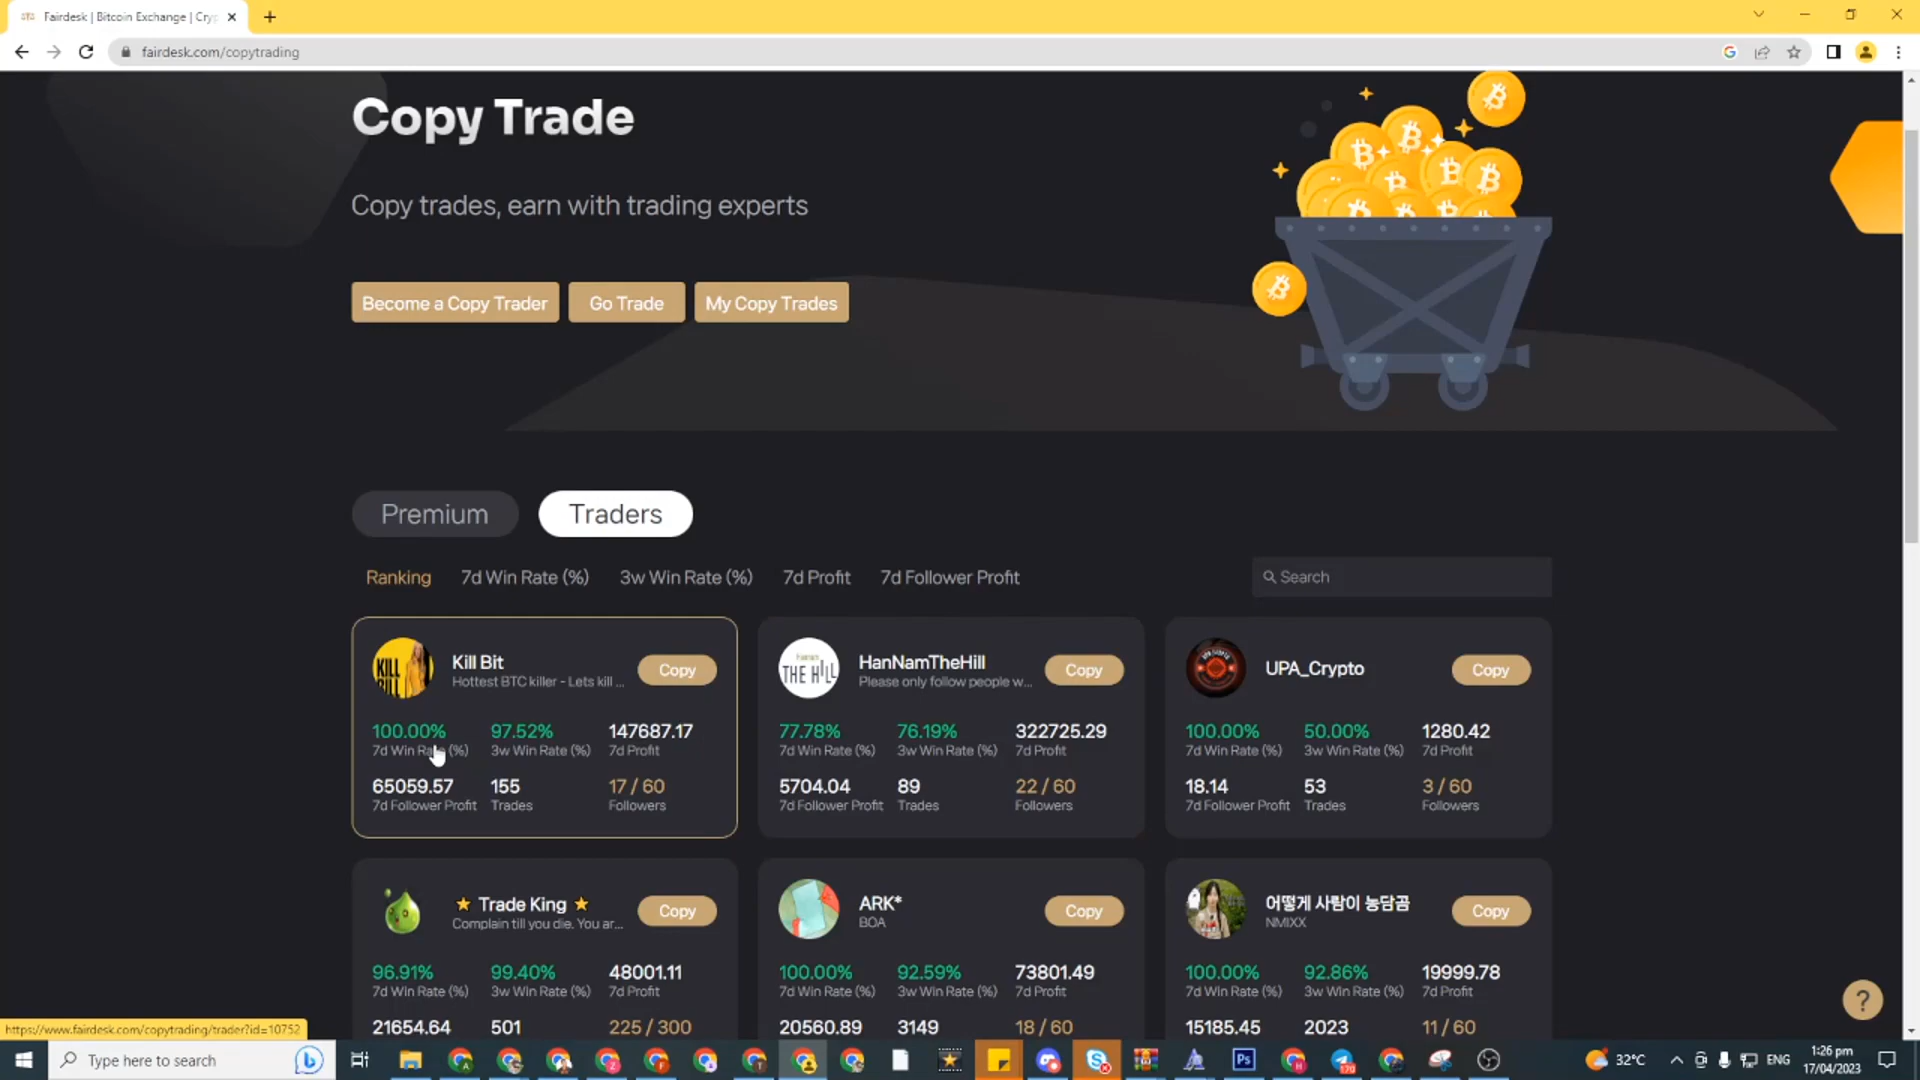 Fairdesk | Bitcoin Exchange | Cry
fairdesk.com/copytrading
Copy Trade
Copy trades, earn with trading experts
Become a Copy Trader
Go Trade
My Copy Trades
Premium
Traders
Ranking
7d Win Rate (%)
3w Win Rate (%)
7d Profit
7d Follower Profit
Search
Kill Bit
Hottest BTC killer - Lets kill ...
Copy
100.00%
97.52%
147687.17
7d Win Rate (%)
3w Win Rate (%)
7d Profit
65059.57
155
17 / 60
7d Follower Profit
Trades
Followers
HanNamTheHill
Please only follow people w...
Copy
THE HILL
77.78%
76.19%
322725.29
7d Win Rate (%)
3w Win Rate (%)
7d Profit
5704.04
89
22 / 60
7d Follower Profit
Trades
Followers
UPA_Crypto
Copy
100.00%
50.00%
1280.42
7d Win Rate (%)
3w Win Rate (%)
7d Profit
18.14
53
3 / 60
7d Follower Profit
Trades
Followers
Trade King
Complain till you die. You ar...
Copy
96.91%
99.40%
48001.11
7d Win Rate (%)
3w Win Rate (%)
7d Profit
21654.64
501
225 / 300
ARK*
BOA
Copy
100.00%
92.59%
73801.49
7d Win Rate (%)
3w Win Rate (%)
7d Profit
20560.89
3149
18 / 60
어떻게 사람이 농담곰
NMIXX
Copy
100.00%
92.86%
19999.78
7d Win Rate (%)
3w Win Rate (%)
7d Profit
15185.45
2023
11 / 60
?
https://www.fairdesk.com/copytrading/trader?id=10752
Type here to search
32°C
ENG
1:26 pm
17/04/2023